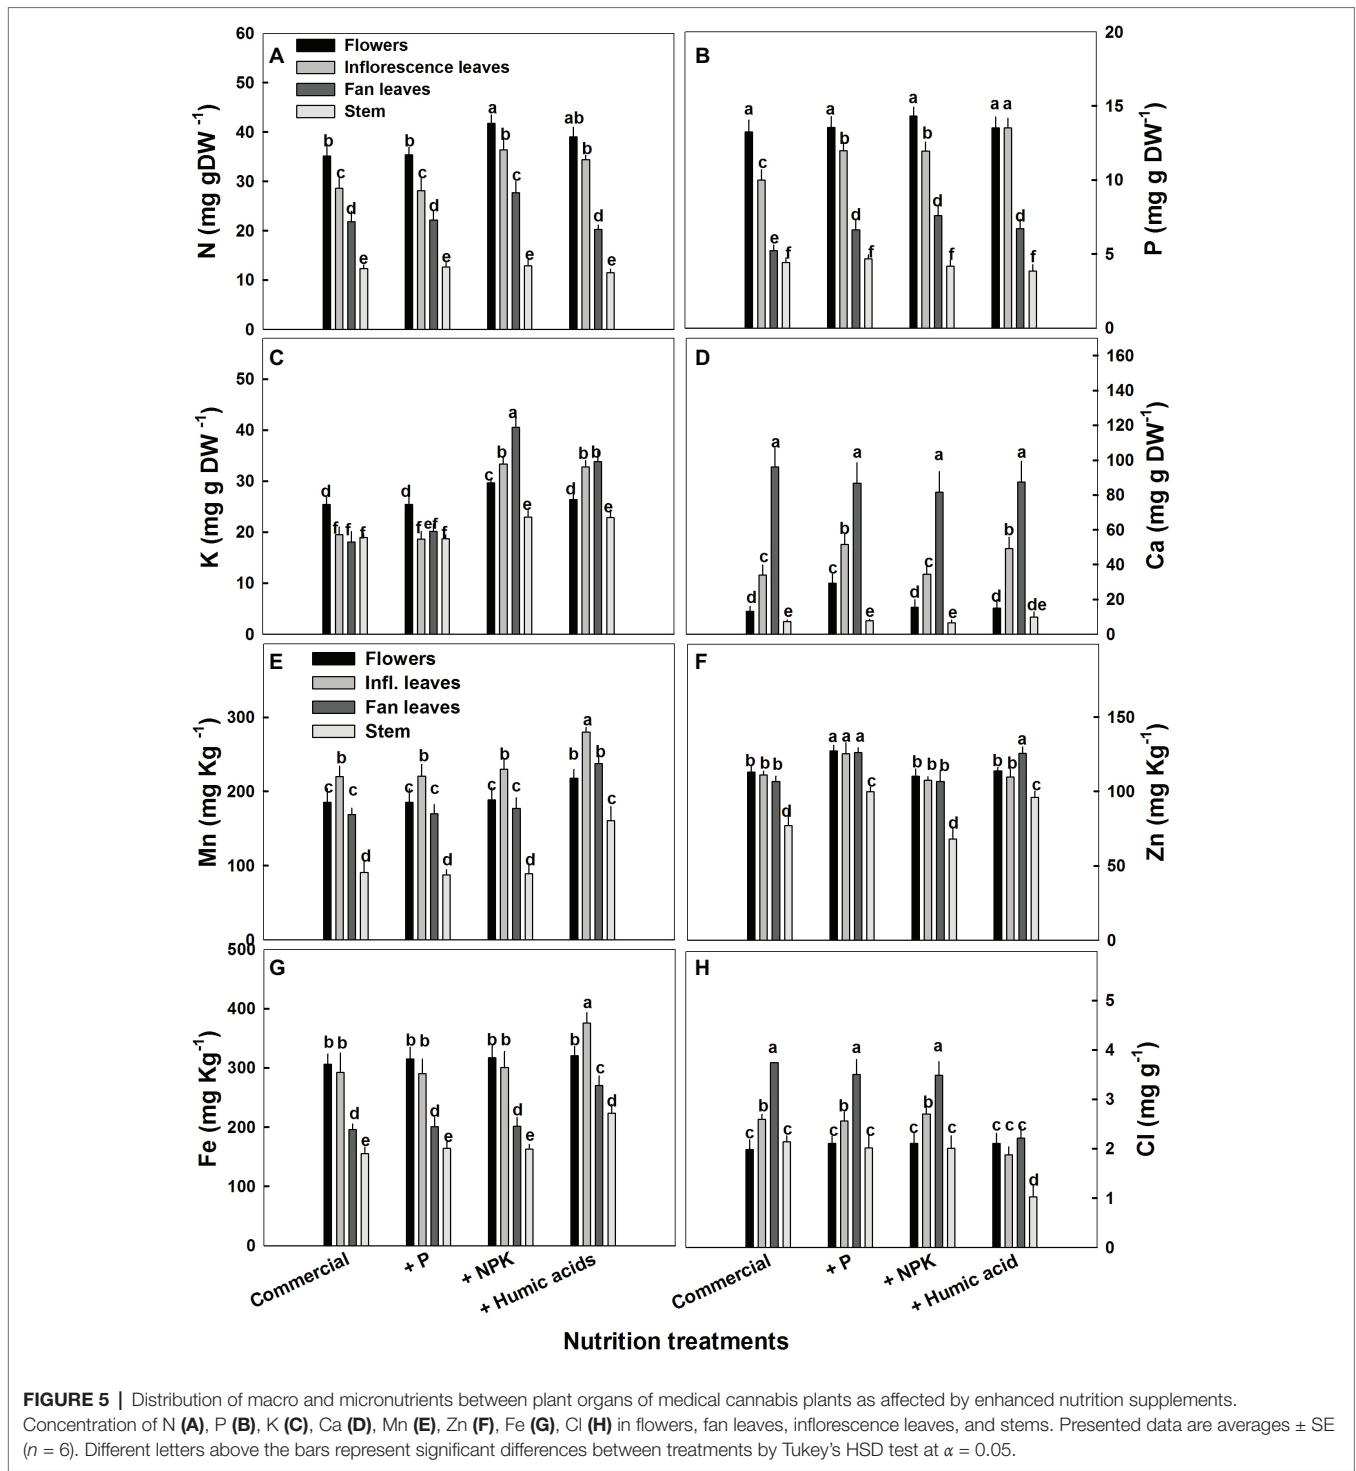 A
Flowers
Inflorescence leaves
Fan leaves
Stem
60
50
40
30
20
10
0
N (mg gDW⁻¹)
b c d e b c d e a b c d e ab b d e
B
20
15
10
5
0
P (mg g DW⁻¹)
a c e f a b d f a b d f a a d f
C
50
40
30
20
10
0
K (mg g DW⁻¹)
d f f f d f ef f c b a e d b b e
D
160
140
120
100
80
60
40
20
0
Ca (mg g DW⁻¹)
d c a e c b a e d c a e d b a de
E
Flowers
Infl. leaves
Fan leaves
Stem
300
200
100
0
Mn (mg Kg⁻¹)
c b c d c b c d c b c d b a b c
F
150
100
50
0
Zn (mg Kg⁻¹)
b b b d a a a c b b b d b b a c
G
500
400
300
200
100
0
Fe (mg Kg⁻¹)
b b d e b b d e b b d e b a c d
H
5
4
3
2
1
0
Cl (mg g⁻¹)
c b a c c b a c c b a c c c c d
Commercial
+ P
+ NPK
+ Humic acids
Commercial
+ P
+ NPK
+ Humic acid
Nutrition treatments
FIGURE 5 | Distribution of macro and micronutrients between plant organs of medical cannabis plants as affected by enhanced nutrition supplements.
Concentration of N (A), P (B), K (C), Ca (D), Mn (E), Zn (F), Fe (G), Cl (H) in flowers, fan leaves, inflorescence leaves, and stems. Presented data are averages ± SE
(n = 6). Different letters above the bars represent significant differences between treatments by Tukey's HSD test at α = 0.05.